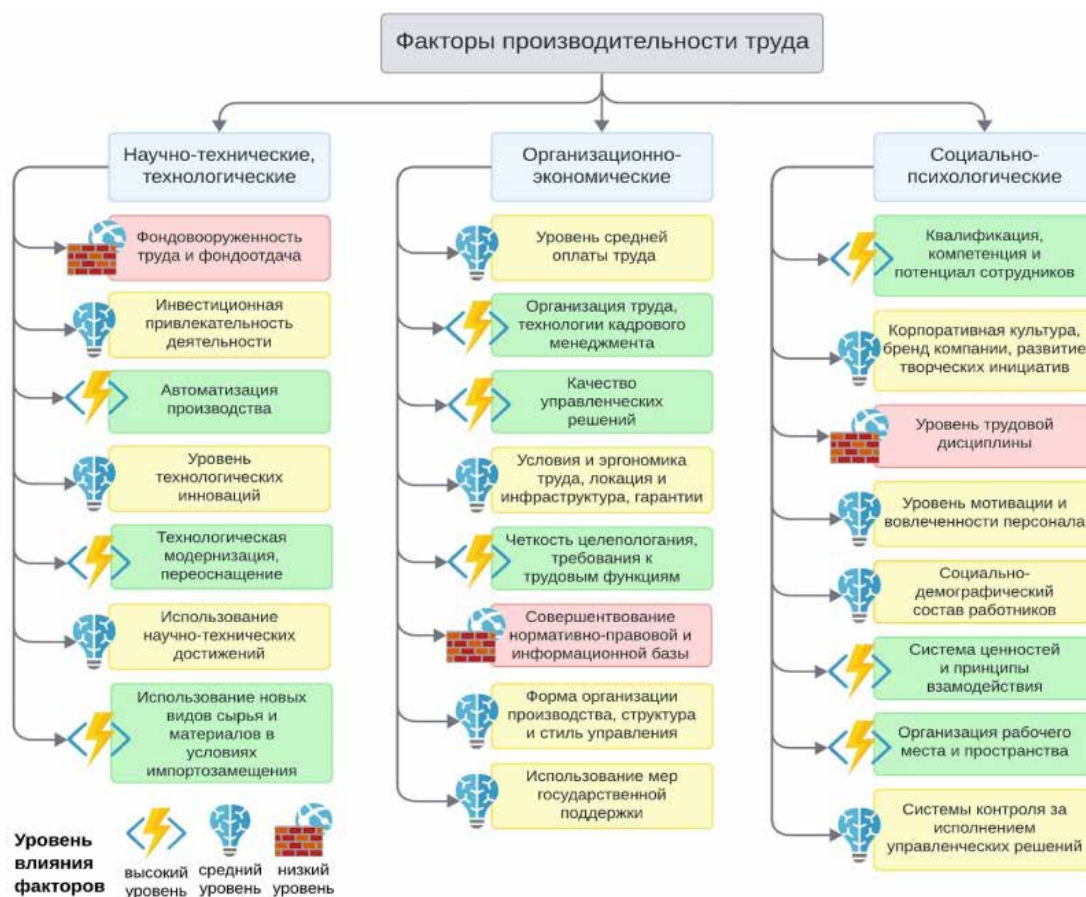 Факторы производительности труда
Научно-технические,
технологические
Фондовооруженность
труда и фондоотдача
Инвестиционная
привлекательность
деятельности
Автоматизация
производства
Уровень
технологических
инноваций
Технологическая
модернизация,
переоснащение
Использование
научно-технических
достижений
Использование новых
видов сырья и
материалов в
условиях
импортозамещения
Организационно-
экономические
Уровень средней
оплаты труда
Организация труда,
технологии кадрового
менеджмента
Качество
управленческих
решений
Условия и эргономика
труда, локация и
инфраструктура, гарантии
Четкость целепологания,
требования к
трудовым функциям
Совершентвование
нормативно-правовой и
информационной базы
Форма организации
производства, структура
и стиль управления
Использование мер
государственной
поддержки
Социально-
психологические
Квалификация,
компетенция и
потенциал сотрудников
Корпоративная культура,
бренд компании, развитие
творческих инициатив
Уровень трудовой
дисциплины
Уровень мотивации и
вовлеченности персонала
Социально-
демографический
состав работников
Система ценностей
и принципы
взамодействия
Организация рабочего
места и пространства
Системы контроля за
исполнением
управленческих решений
Уровень
влияния
факторов
высокий
уровень
средний
уровень
низкий
уровень